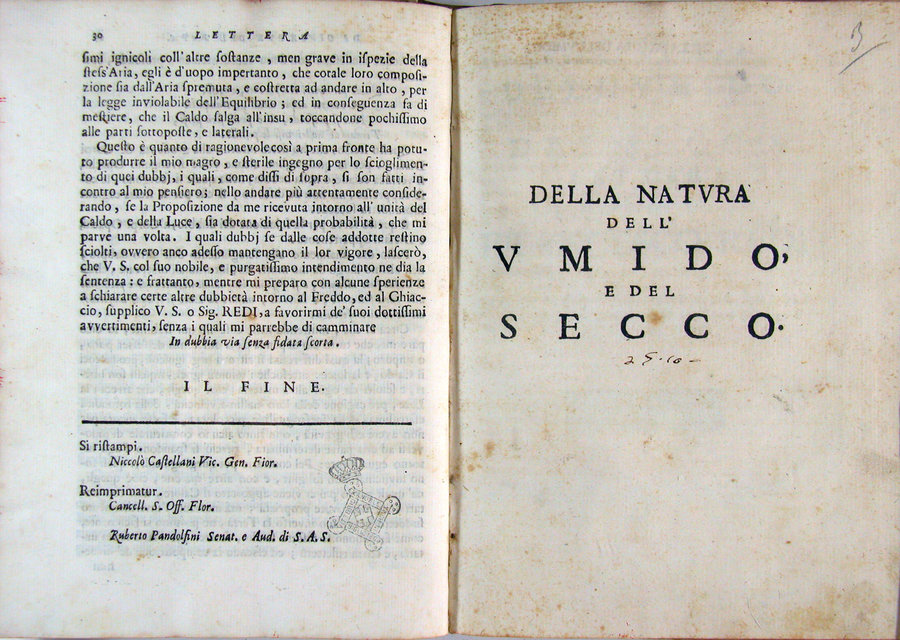 30 LETTERA
simi ignicoli coll'altre sostanze, men grave in ispezie della
stess'Aria, egli è d'uopo impertanto, che cotale loro composi-
zione sia dall'Aria spremuta, e costretta ad andare in alto, per
la legge inviolabile dell'Equilibrio; ed in conseguenza fa di
mestiere, che il Caldo salga all'insu, toccandone pochissimo
alle parti sottoposte, e laterali.
Questo è quanto di ragionevole così a prima fronte ha potu-
to produrre il mio magro, e sterile ingegno per lo scioglimen-
to di quei dubbj, i quali, come dissi di sopra, si son fatti in-
contro al mio pensiero; nello andare più attentamente conside-
rando, se la Proposizione da me ricevuta intorno all'unità del
Caldo, e della Luce, sia dotata di quella probabilità, che mi
parve una volta. I quali dubbj se dalle cose addotte restino
sciolti, ovvero anco adesso mantengano il lor vigore, lascerò,
che V. S. col suo nobile, e purgatissimo intendimento ne dia la
sentenza: e frattanto, mentre mi preparo con alcune sperienze
a schiarare certe altre dubbietà intorno al Freddo, ed al Ghiac-
cio, supplico V. S. o Sig. REDI, a favorirmi de' suoi dottissimi
avvertimenti, senza i quali mi parrebbe di camminare
In dubbia via senza fidata scorta.
IL FINE.
Si ristampi.
Niccolò Castellani Vic. Gen. Fior.
Reimprimatur.
Cancell. S. Off. Flor.
Ruberto Pandolfini Senat. e Aud. di S. A. S.
3
DELLA NATVRA
DELL'
VMIDO,
E DEL
SECCO.